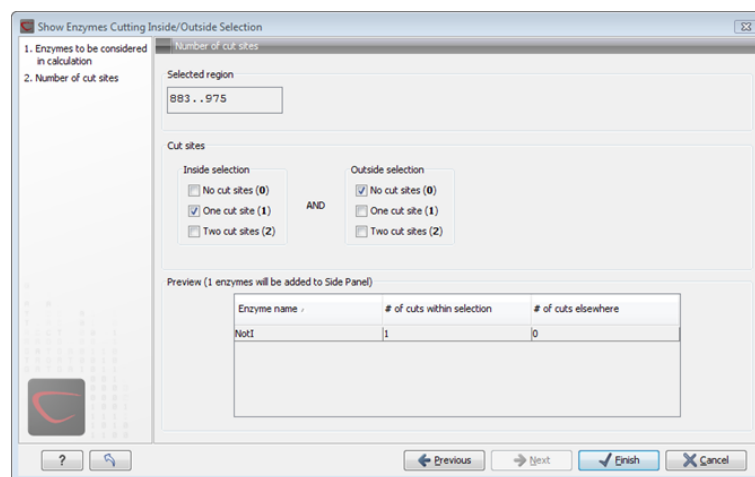 Show Enzymes Cutting Inside/Outside Selection
1. Enzymes to be considered
in calculation
2. Number of cut sites
Number of cut sites
Selected region
883..975
Cut sites
Inside selection
No cut sites (0)
One cut site (1)
Two cut sites (2)
AND
Outside selection
No cut sites (0)
One cut site (1)
Two cut sites (2)
Preview (1 enzymes will be added to Side Panel)
Enzyme name # of cuts within selection # of cuts elsewhere
NotI 1 0
? Previous Next Finish Cancel